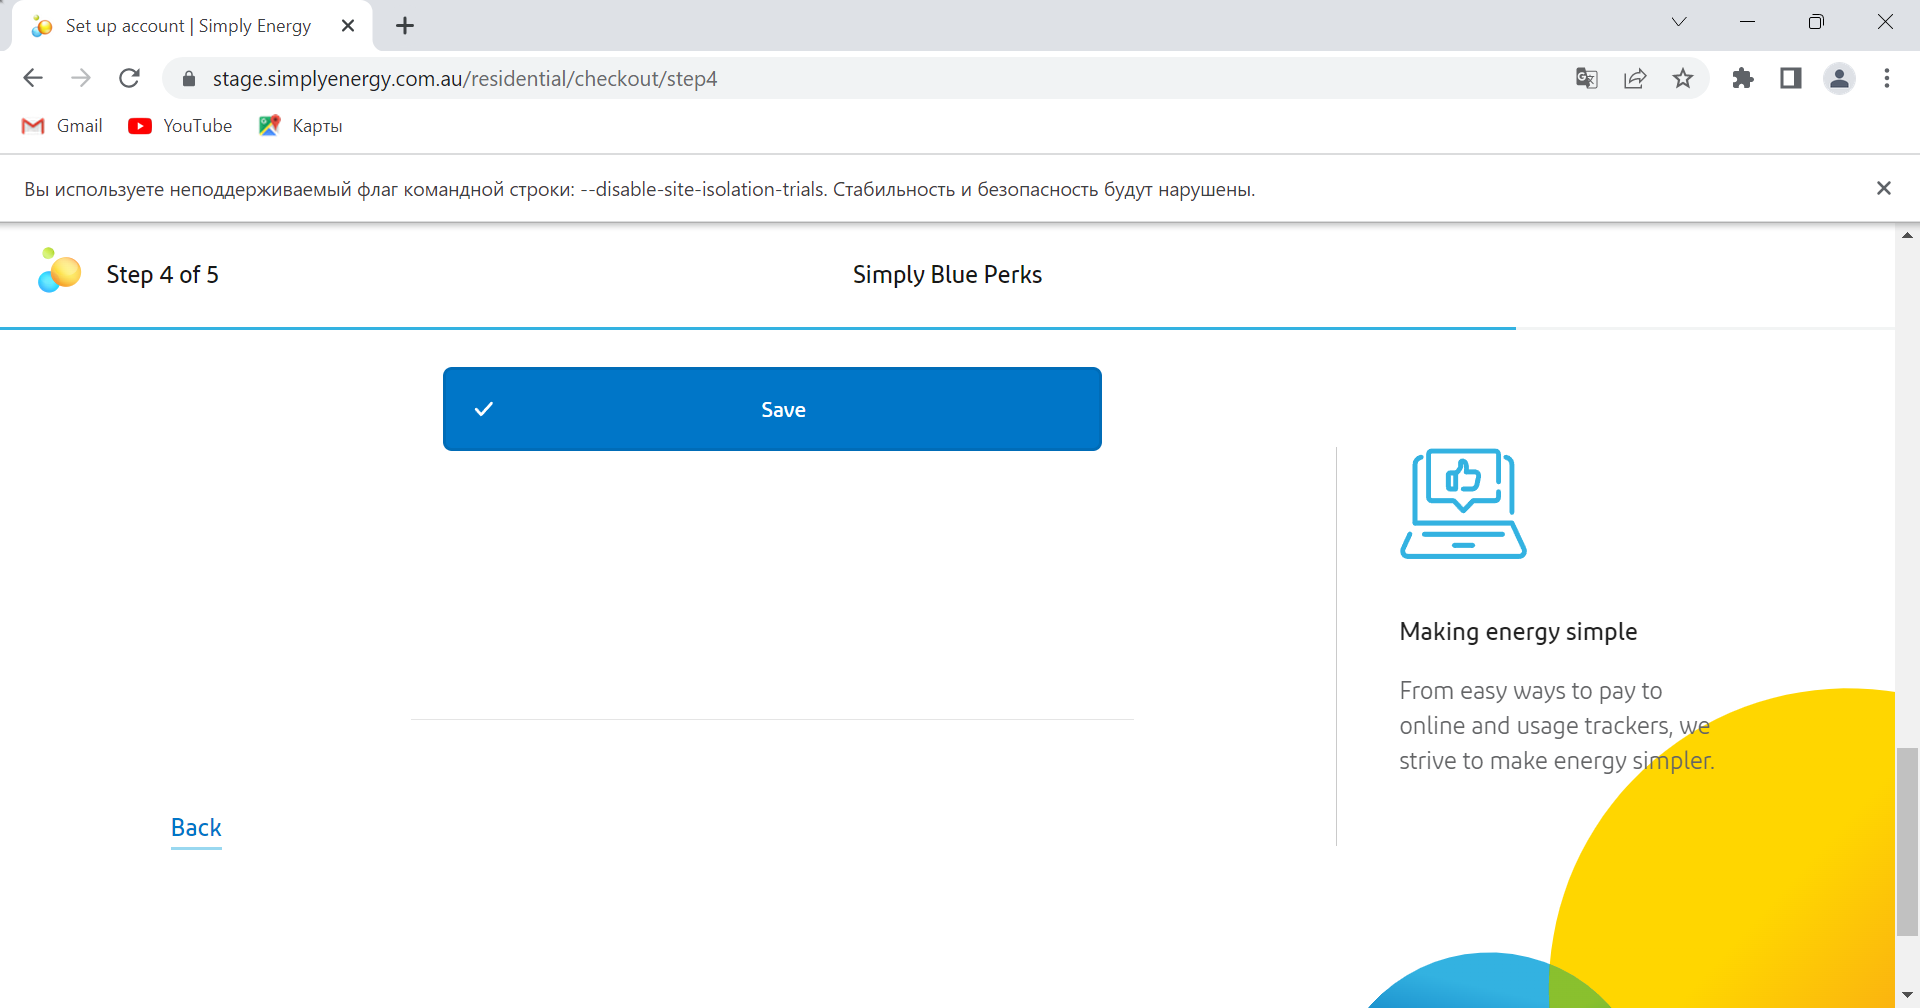 Set up account | Simply Energy
stage.simplyenergy.com.au/residential/checkout/step4
Gmail
YouTube
Карты
Вы используете неподдерживаемый флаг командной строки: --disable-site-isolation-trials. Стабильность и безопасность будут нарушены.
Step 4 of 5
Simply Blue Perks
Save
Making energy simple
From easy ways to pay to
online and usage trackers, we
strive to make energy simpler.
Back